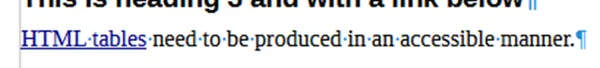 This is heading 3 and with a link below¶
HTML tables need to be produced in an accessible manner.¶